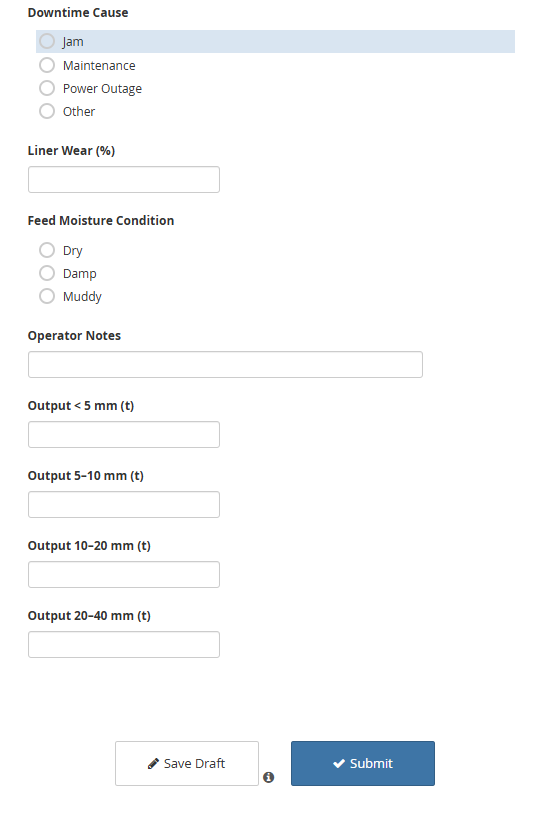 Downtime Cause
Jam
Maintenance
Power Outage
Other
Liner Wear (%)
Feed Moisture Condition
Dry
Damp
Muddy
Operator Notes
Output < 5 mm (t)
Output 5–10 mm (t)
Output 10–20 mm (t)
Output 20–40 mm (t)
Save Draft
Submit